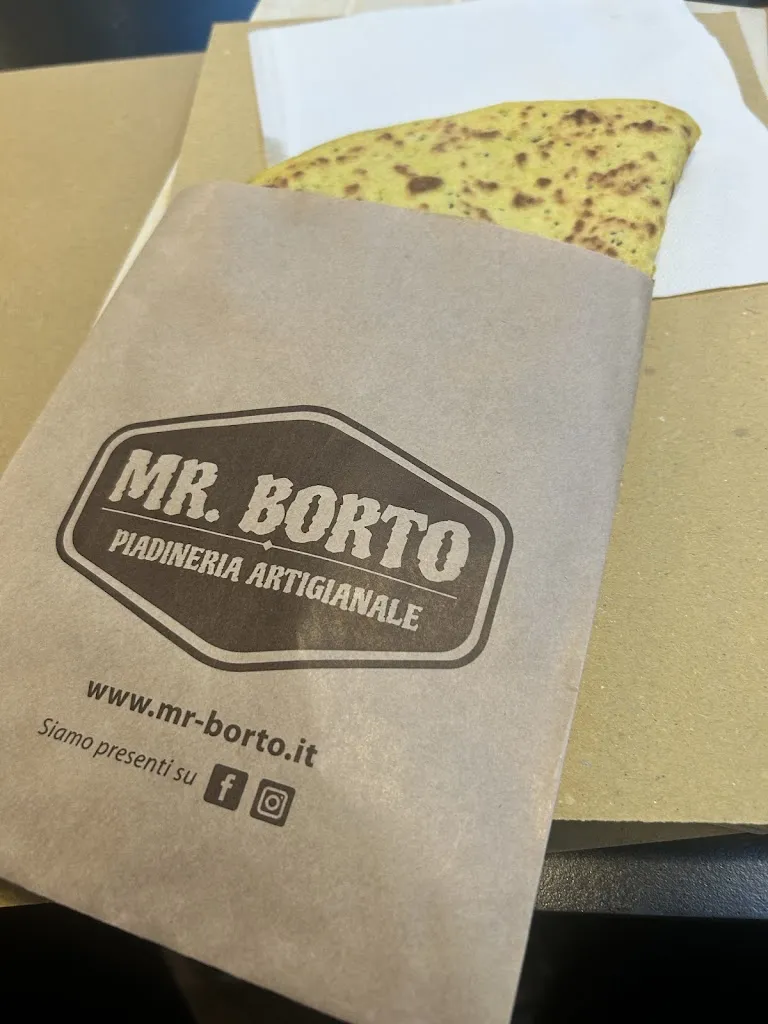 MR. BORTO
PIADINERIA ARTIGIANALE
www.mr-borto.it
Siamo presenti su